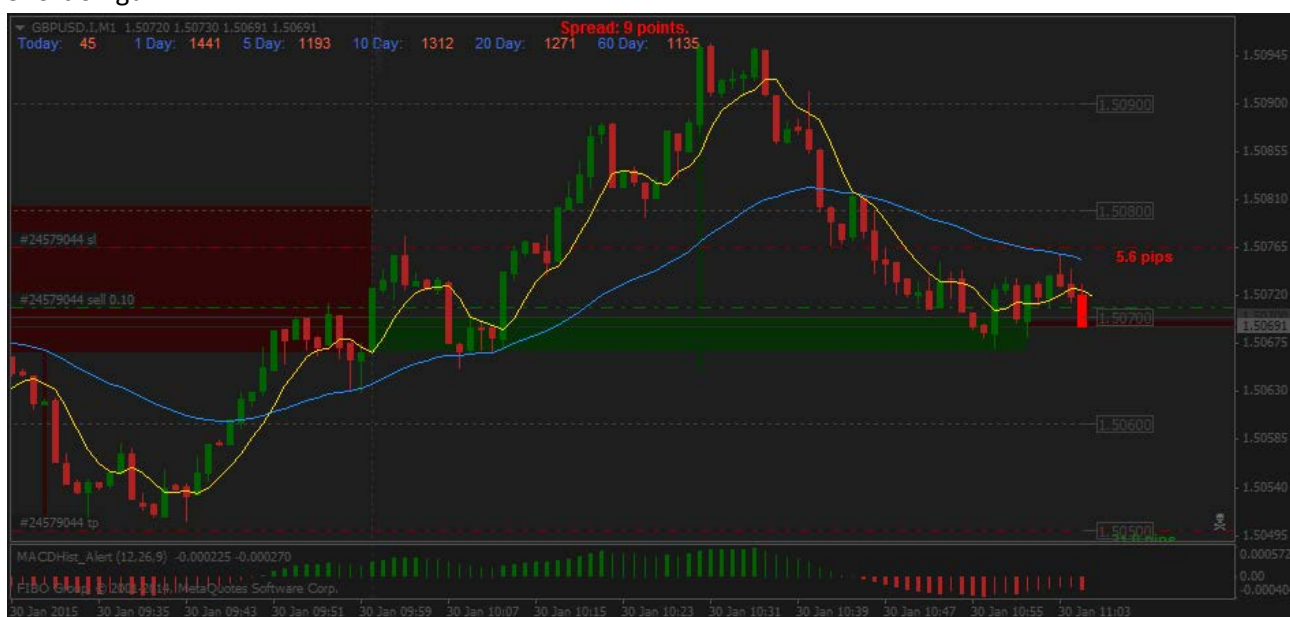 GBPUSD.I,M1 1.50720 1.50730 1.50691 1.50691
Spread: 9 points.
Today: 45 1 Day: 1441 5 Day: 1193 10 Day: 1312 20 Day: 1271 60 Day: 1135
1.50945
1.50900 1.50900
1.50855
1.50810
1.50800
#24579044 sl
1.50765
5.6 pips
#24579044 sell 0.10
1.50720
1.50700
1.50691
1.50675
1.50630
1.50600
1.50585
1.50540
#24579044 tp
1.50500
1.50495
MACDHist_Alert (12,26,9) -0.000225 -0.000270
0.000572
0.00
FIBO Group, © 2001-2014, MetaQuotes Software Corp.
-0.000400
30 Jan 2015 30 Jan 09:35 30 Jan 09:43 30 Jan 09:51 30 Jan 09:59 30 Jan 10:07 30 Jan 10:15 30 Jan 10:23 30 Jan 10:31 30 Jan 10:39 30 Jan 10:47 30 Jan 10:55 30 Jan 11:03